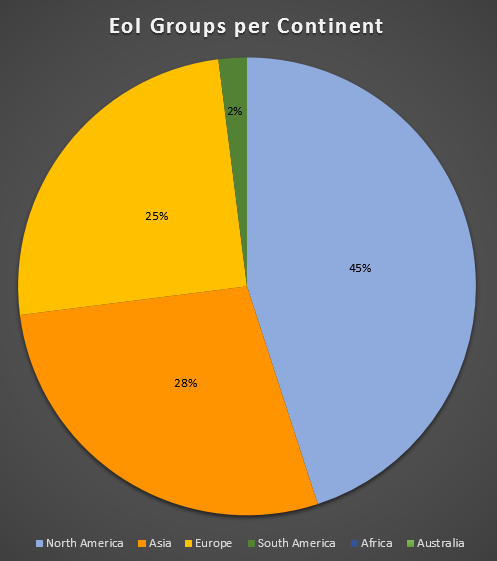 EoI Groups per Continent
2%
25%
45%
28%
North America Asia Europe South America Africa Australia